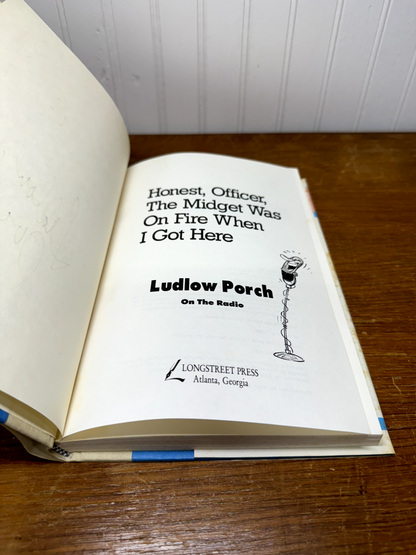 Honest, Officer,
The Midget Was
On Fire When
I Got Here
Ludlow Porch
On The Radio
LONGSTREET PRESS
Atlanta, Georgia